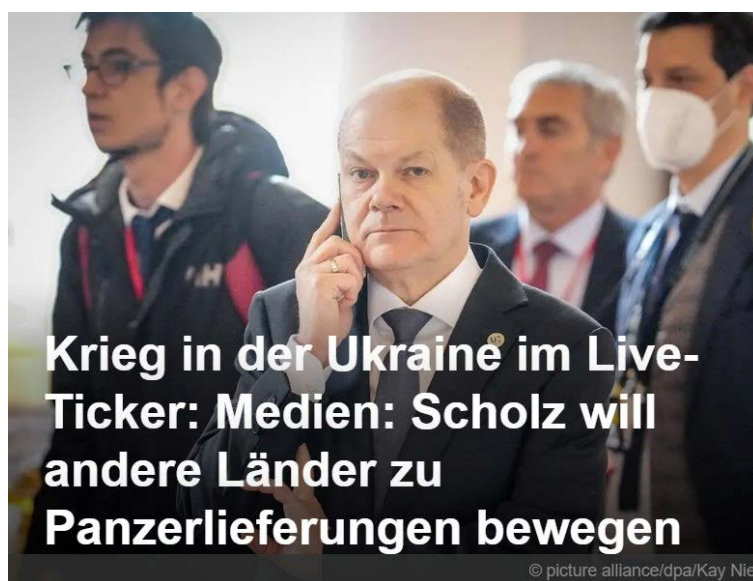 Krieg in der Ukraine im Live-
Ticker: Medien: Scholz will
andere Länder zu
Panzerlieferungen bewegen
© picture alliance/dpa/Kay